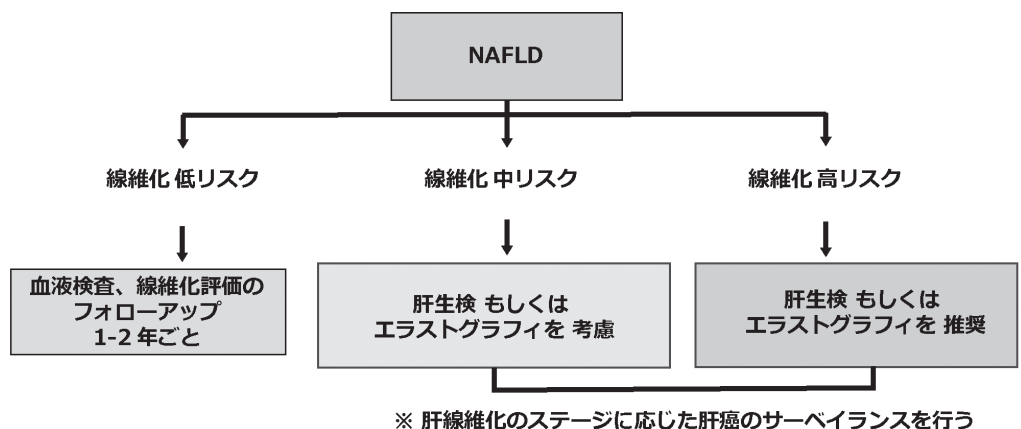 NAFLD
線維化 低リスク
線維化 中リスク
線維化 高リスク
血液検査、線維化評価の
フォローアップ
1-2 年ごと
肝生検 もしくは
エラストグラフィを 考慮
肝生検 もしくは
エラストグラフィを 推奨
※ 肝線維化のステージに応じた肝癌のサーベイランスを行う